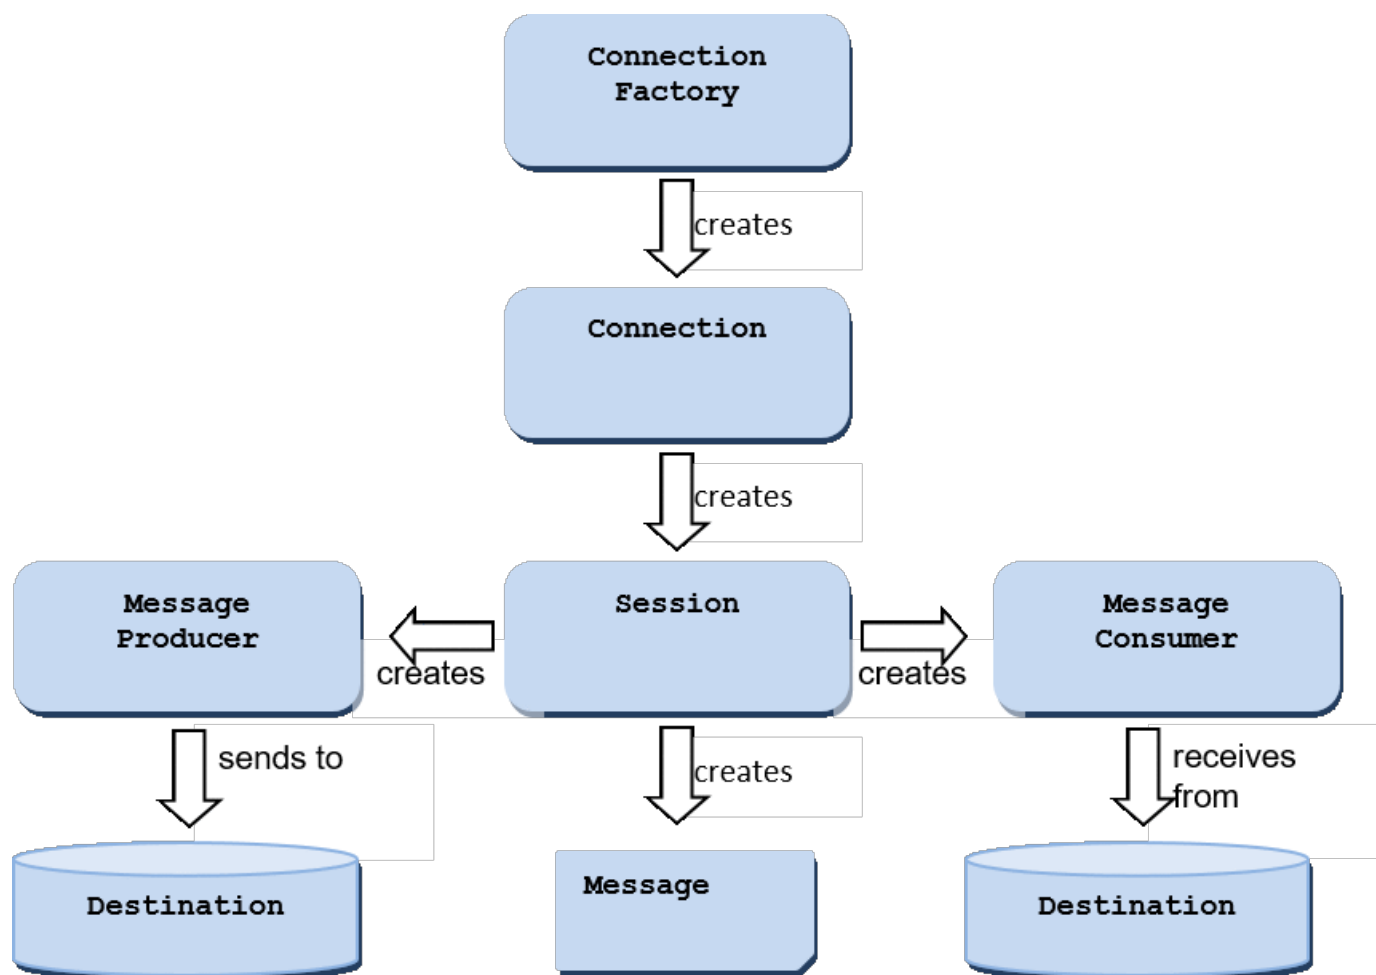 Connection
Factory
creates
Connection
creates
Message
Producer
creates
Session
creates
Message
Consumer
sends to
creates
receives
from
Destination
Message
Destination